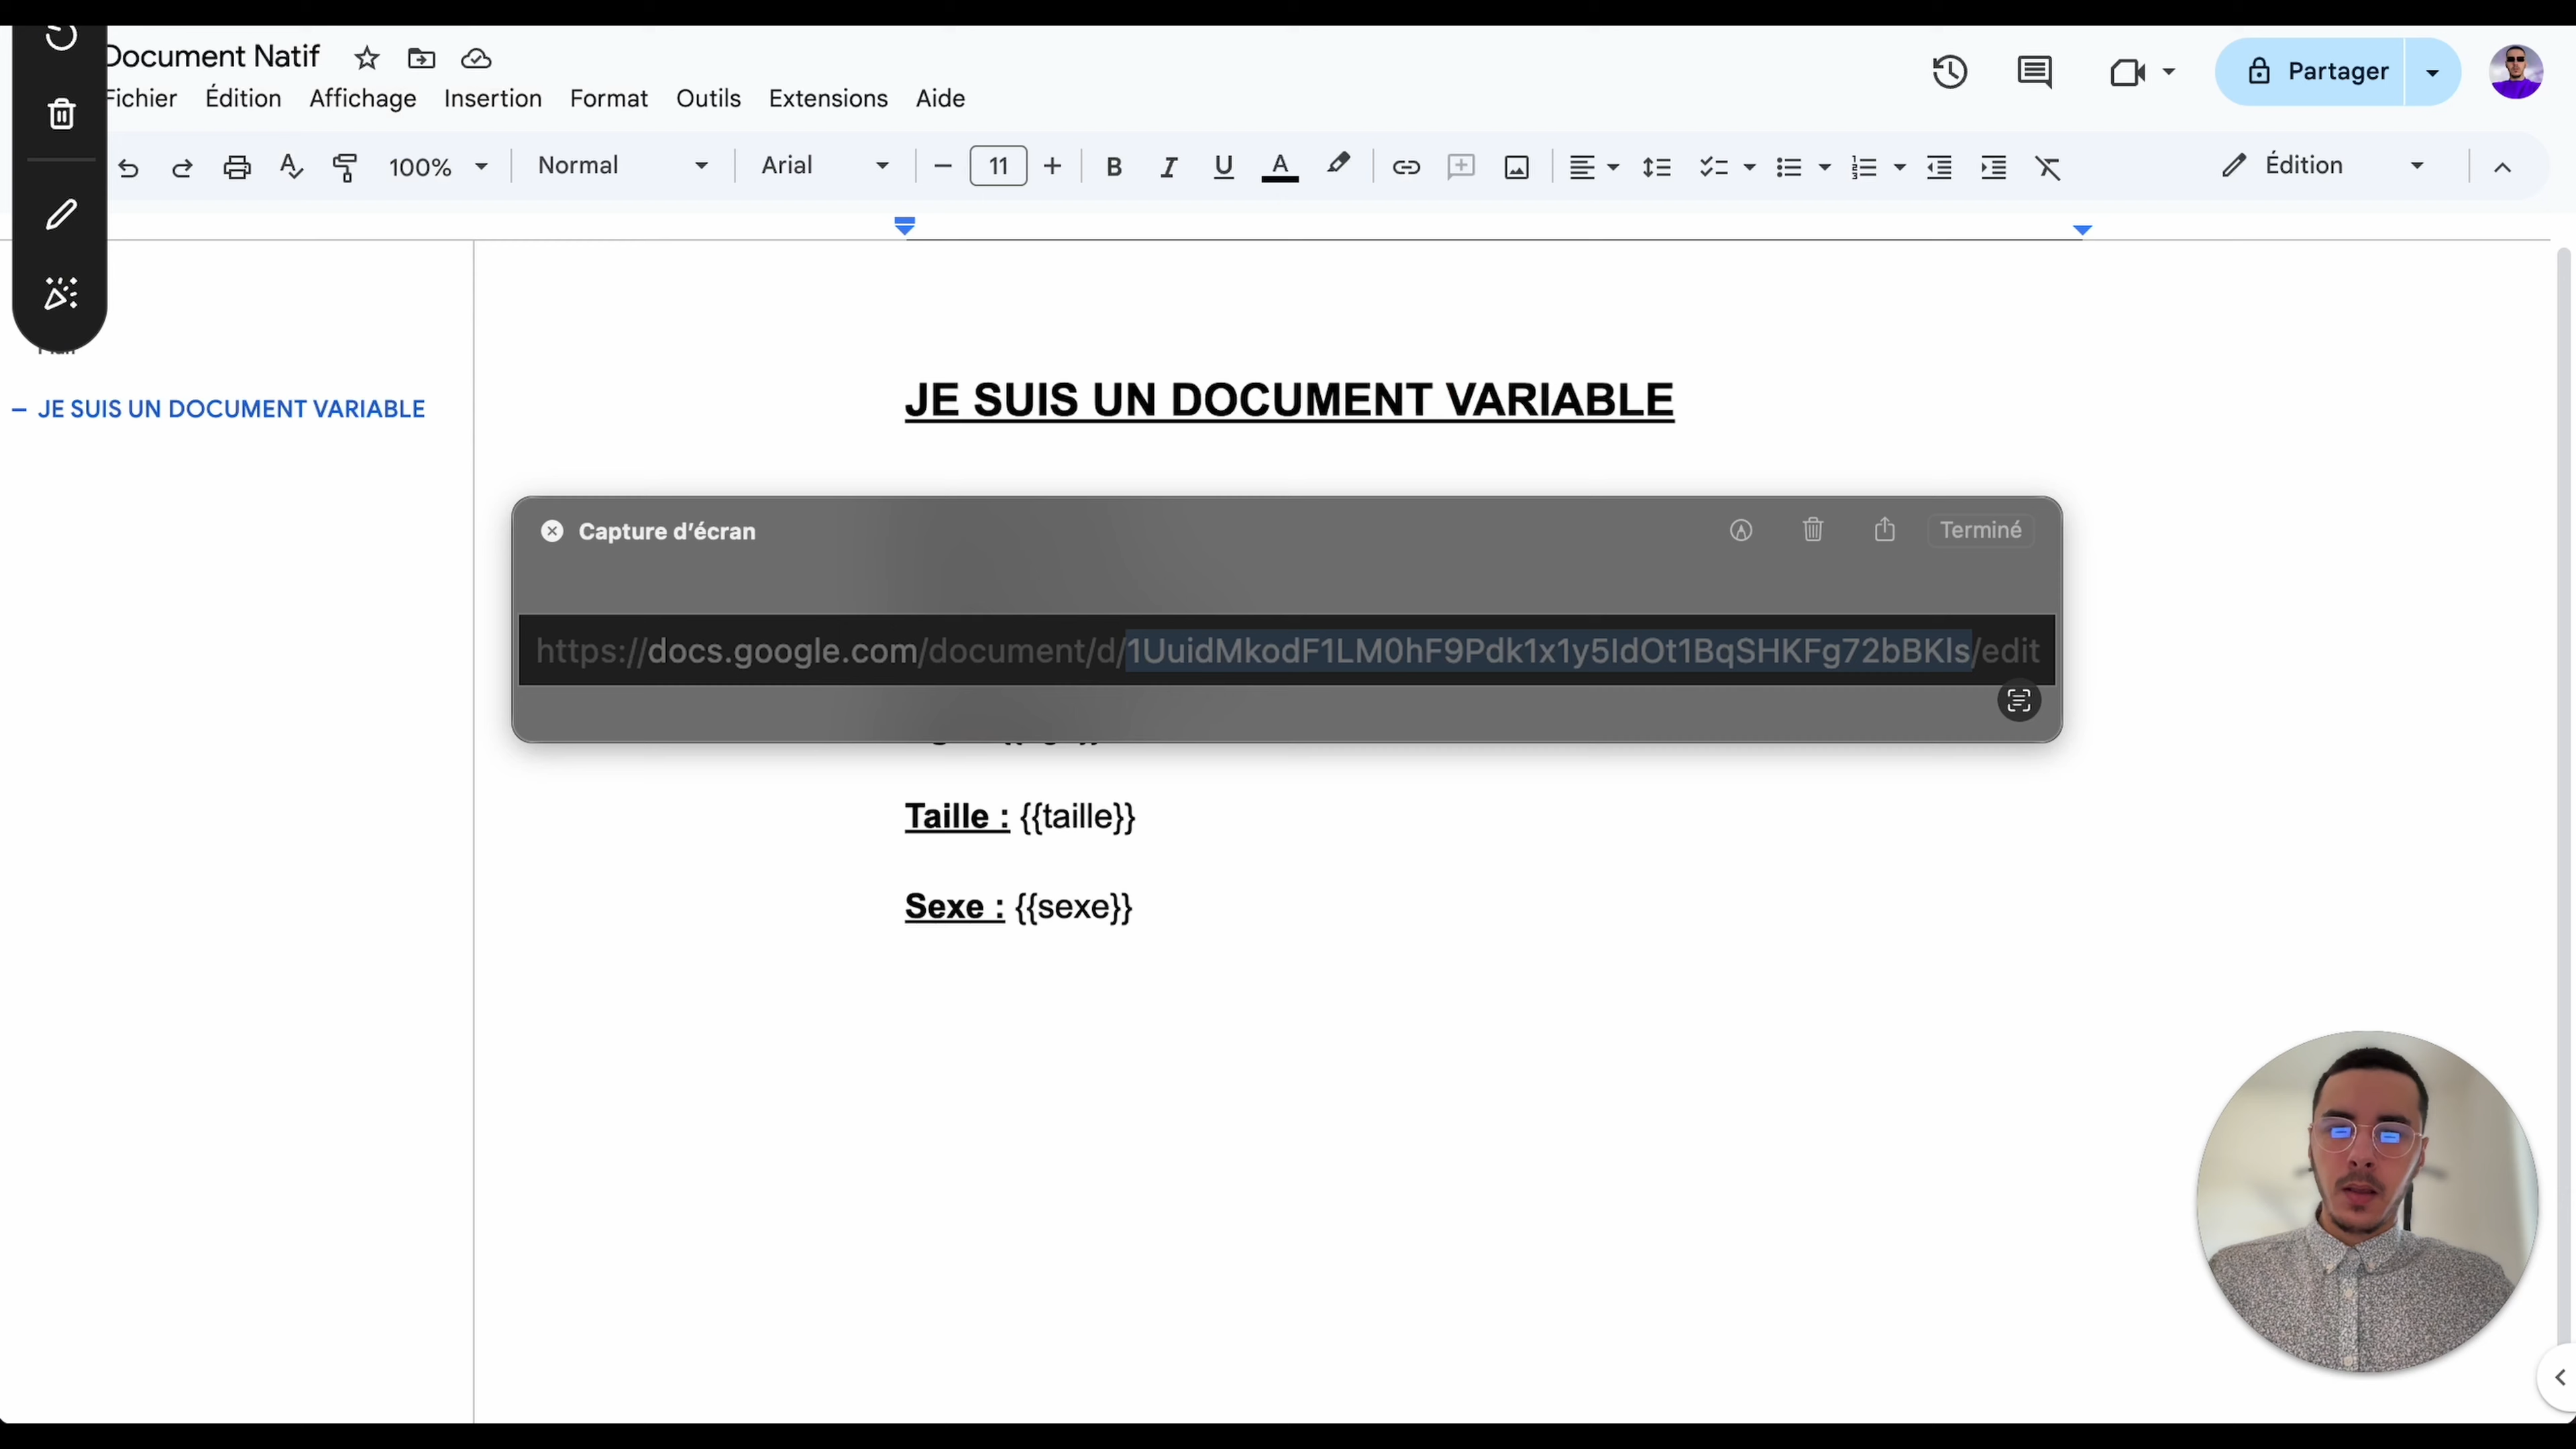 Document Natif
Fichier Édition Affichage Insertion Format Outils Extensions Aide
Partager
100% Normal Arial 11 Édition
JE SUIS UN DOCUMENT VARIABLE
JE SUIS UN DOCUMENT VARIABLE
Capture d'écran
Terminé
https://docs.google.com/document/d/1UuidMkodF1LM0hF9Pdk1x1y5IdOt1BqSHKFg72bBKls/edit
Taille : {{taille}}
Sexe : {{sexe}}